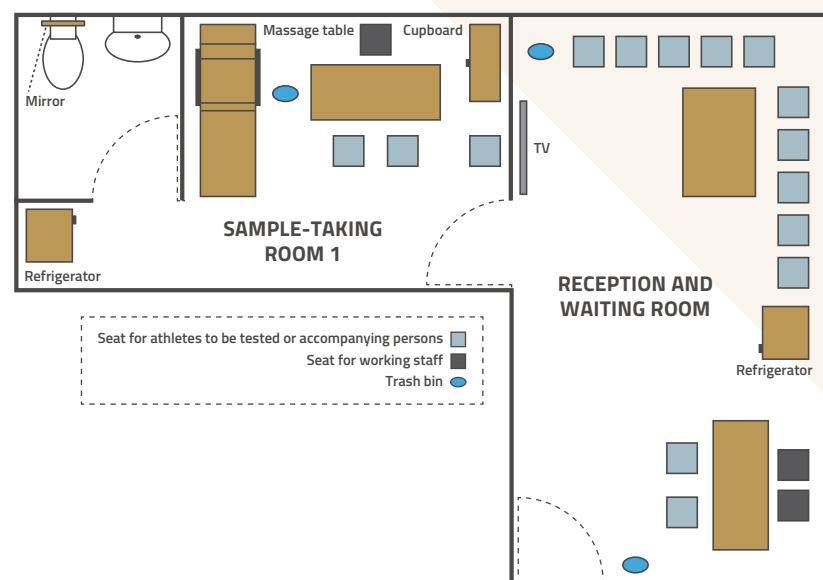 Massage table
Cupboard
Mirror
TV
SAMPLE-TAKING
ROOM 1
Refrigerator
RECEPTION AND
WAITING ROOM
Seat for athletes to be tested or accompanying persons
Seat for working staff
Trash bin
Refrigerator